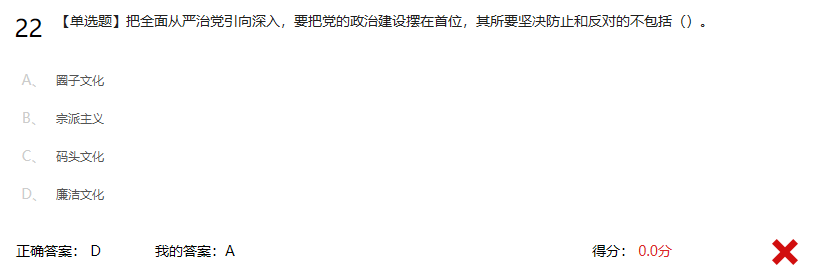 22 【单选题】把全面从严治党引向深入，要把党的政治建设摆在首位，其所要坚决防止和反对的不包括（）。
A、 圈子文化
B、 宗派主义
C、 码头文化
D、 廉洁文化
正确答案： D 我的答案：A 得分： 0.0分